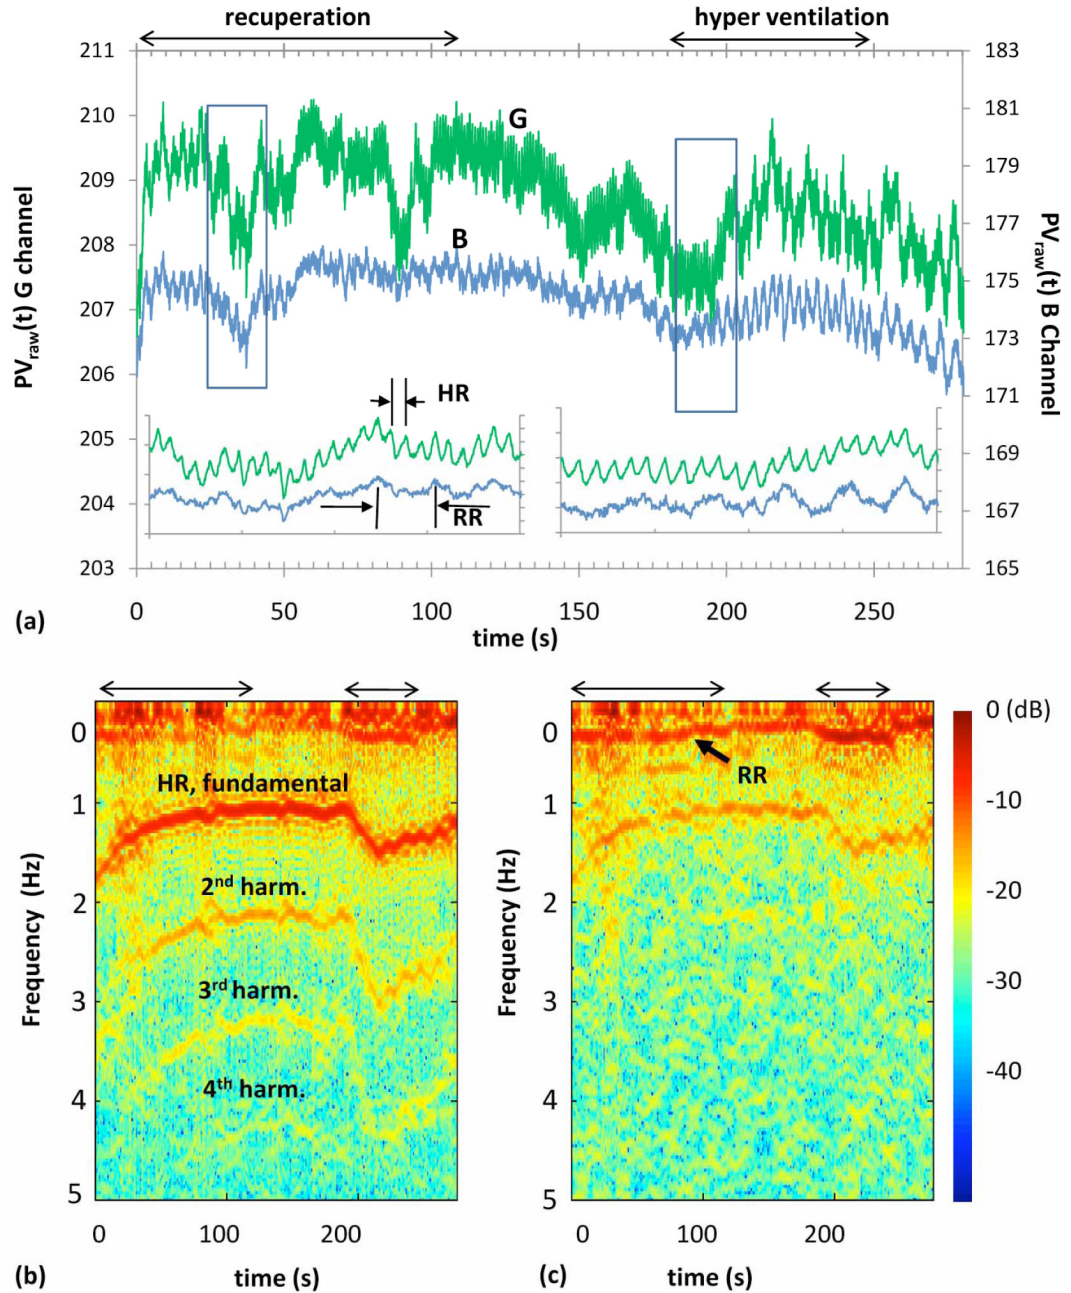 recuperation
hyper ventilation
211
210
209
208
207
206
205
204
203
PV_raw(t) G channel
183
181
179
177
175
173
171
169
167
165
PV_raw(t) B Channel
G
B
HR
RR
0 50 100 150 200 250
time (s)
(a)
0
1
2
3
4
5
Frequency (Hz)
HR, fundamental
2nd harm.
3rd harm.
4th harm.
0 100 200
time (s)
(b)
0
1
2
3
4
5
Frequency (Hz)
RR
0 100 200
time (s)
(c)
0 (dB)
-10
-20
-30
-40